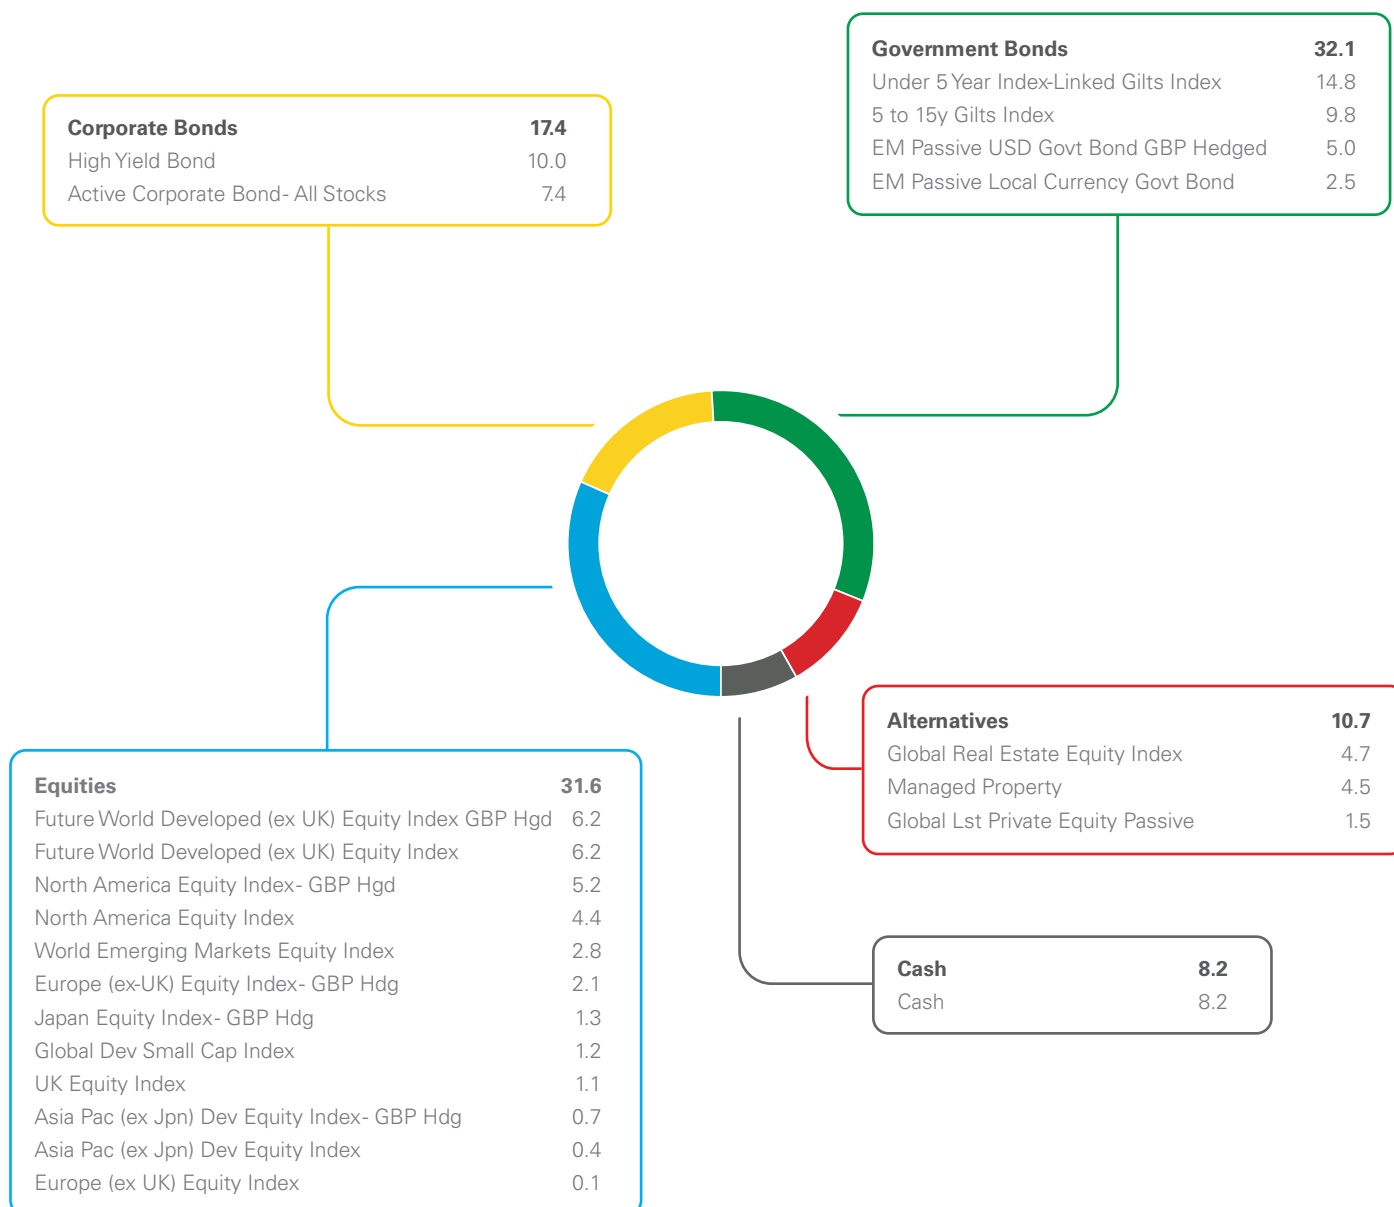 Government Bonds 32.1
Under 5 Year Index-Linked Gilts Index 14.8
5 to 15y Gilts Index 9.8
EM Passive USD Govt Bond GBP Hedged 5.0
EM Passive Local Currency Govt Bond 2.5
Corporate Bonds 17.4
High Yield Bond 10.0
Active Corporate Bond- All Stocks 7.4
Alternatives 10.7
Global Real Estate Equity Index 4.7
Managed Property 4.5
Global Lst Private Equity Passive 1.5
Equities 31.6
Future World Developed (ex UK) Equity Index GBP Hgd 6.2
Future World Developed (ex UK) Equity Index 6.2
North America Equity Index- GBP Hgd 5.2
North America Equity Index 4.4
World Emerging Markets Equity Index 2.8
Europe (ex-UK) Equity Index- GBP Hdg 2.1
Japan Equity Index- GBP Hdg 1.3
Global Dev Small Cap Index 1.2
UK Equity Index 1.1
Asia Pac (ex Jpn) Dev Equity Index- GBP Hdg 0.7
Asia Pac (ex Jpn) Dev Equity Index 0.4
Europe (ex UK) Equity Index 0.1
Cash 8.2
Cash 8.2